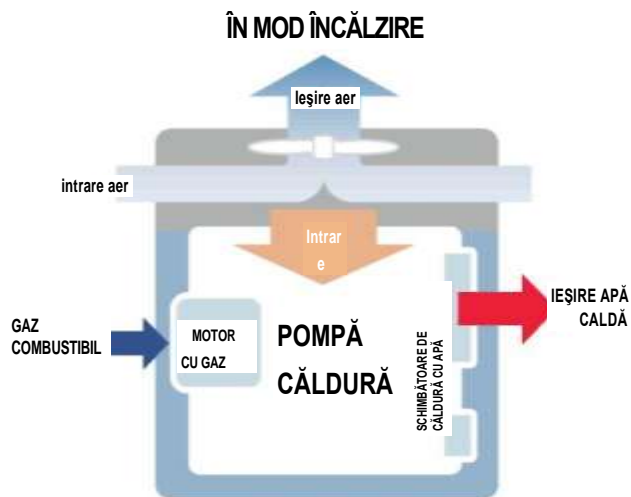 ÎN MOD ÎNCĂLZIRE
Ieşire aer
intrare aer
Intrar
e
GAZ
COMBUSTIBIL
MOTOR
CU GAZ
POMPĂ
CĂLDURĂ
SCHIMBĂTOARE DE
CĂLDURĂ CU APĂ
IEŞIRE APĂ
CALDĂ